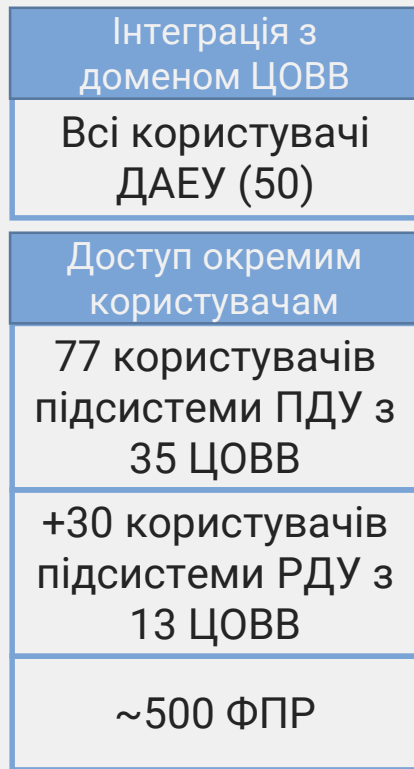 Інтеграція з
доменом ЦОВВ
Всі користувачі
ДАЕУ (50)
Доступ окремим
користувачам
77 користувачів
підсистеми ПДУ з
35 ЦОВВ
+30 користувачів
підсистеми РДУ з
13 ЦОВВ
~500 ФПР